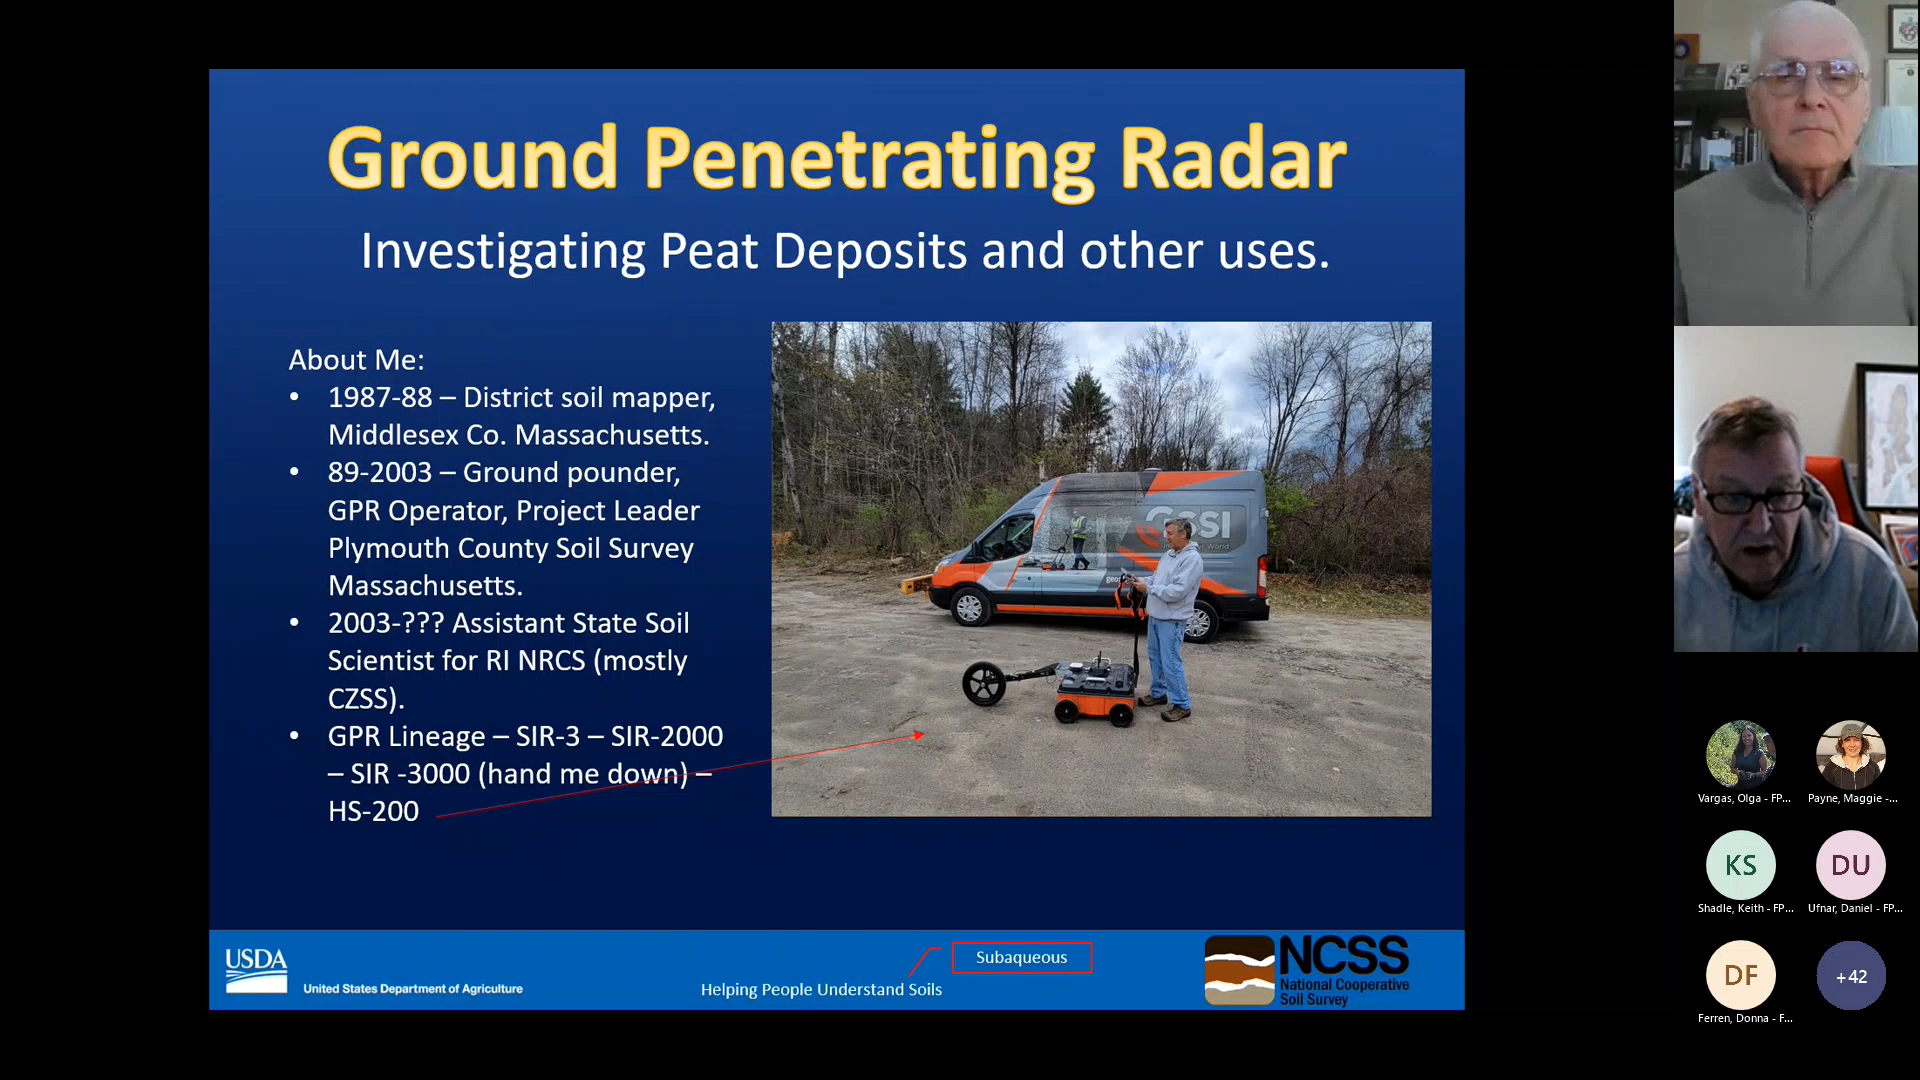 Ground Penetrating Radar
Investigating Peat Deposits and other uses.
About Me:
• 1987-88 – District soil mapper,
Middlesex Co. Massachusetts.
• 89-2003 – Ground pounder,
GPR Operator, Project Leader
Plymouth County Soil Survey
Massachusetts.
• 2003-??? Assistant State Soil
Scientist for RI NRCS (mostly
CZSS).
• GPR Lineage – SIR-3 – SIR-2000
– SIR -3000 (hand me down) –
HS-200
GSSI
World
USDA
United States Department of Agriculture
Subaqueous
Helping People Understand Soils
NCSS
National Cooperative
Soil Survey
Vargas, Olga - FP...
Payne, Maggie -...
KS
DU
Shadle, Keith - FP...
Ufnar, Daniel - FP...
DF
+42
Ferren, Donna - F...